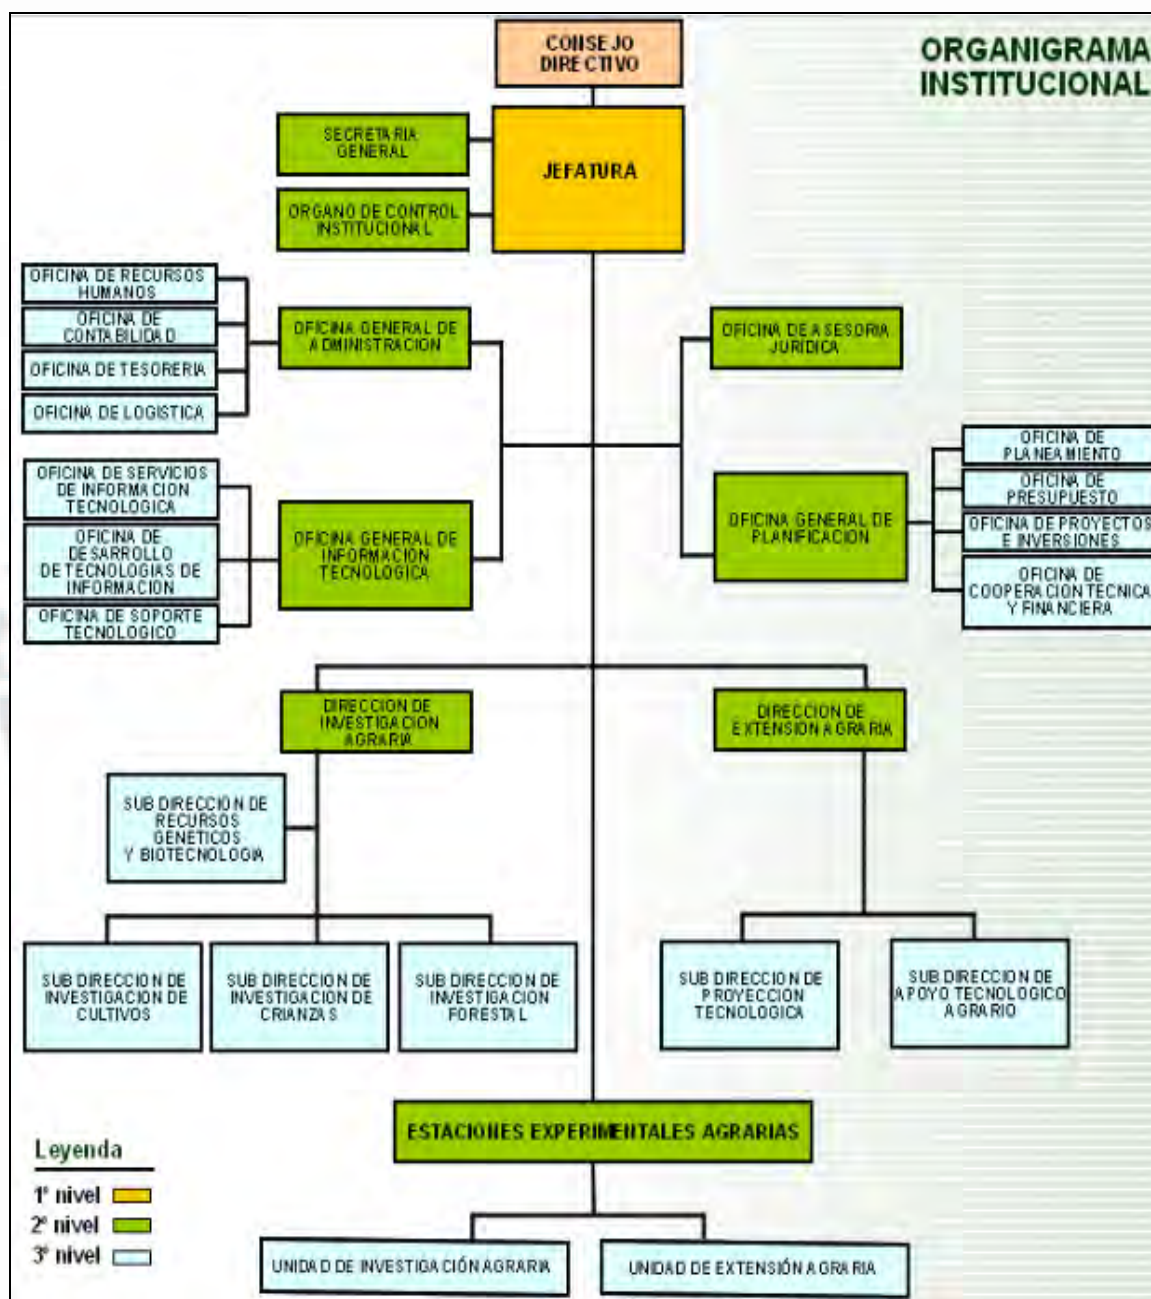 CONSEJO
DIRECTIVO
ORGANIGRAMA
INSTITUCIONAL
SECRETARIA
GENERAL
JEFATURA
ORGANO DE CONTROL
INSTITUCIONAL
OFICINA DE RECURSOS
HUMANOS
OFICINA DE
CONTABILIDAD
OFICINA DE TESORERIA
OFICINA DE LOGISTICA
OFICINA GENERAL DE
ADMINISTRACION
OFICINA DE ASESORIA
JURÍDICA
OFICINA DE SERVICIOS
DE INFORMACION
TECNOLOGICA
OFICINA DE
DESARROLLO
DE TECNOLOGIAS DE
INFORMACION
OFICINA DE SOPORTE
TECNOLOGICO
OFICINA GENERAL DE
INFORMACION
TECNOLOGICA
OFICINA GENERAL DE
PLANIFICACION
OFICINA DE
PLANEAMIENTO
OFICINA DE
PRESUPUESTO
OFICINA DE PROYECTOS
E INVERSIONES
OFICINA DE
COOPERACION TECNICA
Y FINANCIERA
DIRECCION DE
INVESTIGACION
AGRARIA
DIRECCION DE
EXTENSION AGRARIA
SUB DIRECCION DE
RECURSOS
GENETICOS
Y BIOTECNOLOGIA
SUB DIRECCION DE
INVESTIGACION DE
CULTIVOS
SUB DIRECCION DE
INVESTIGACION DE
CRIANZAS
SUB DIRECCION DE
INVESTIGACION
FORESTAL
SUB DIRECCION DE
PROYECCION
TECNOLOGICA
SUB DIRECCION DE
APOYO TECNOLOGICO
AGRARIO
ESTACIONES EXPERIMENTALES AGRARIAS
UNIDAD DE INVESTIGACIÓN AGRARIA
UNIDAD DE EXTENSIÓN AGRARIA
Leyenda
1º nivel
2º nivel
3º nivel